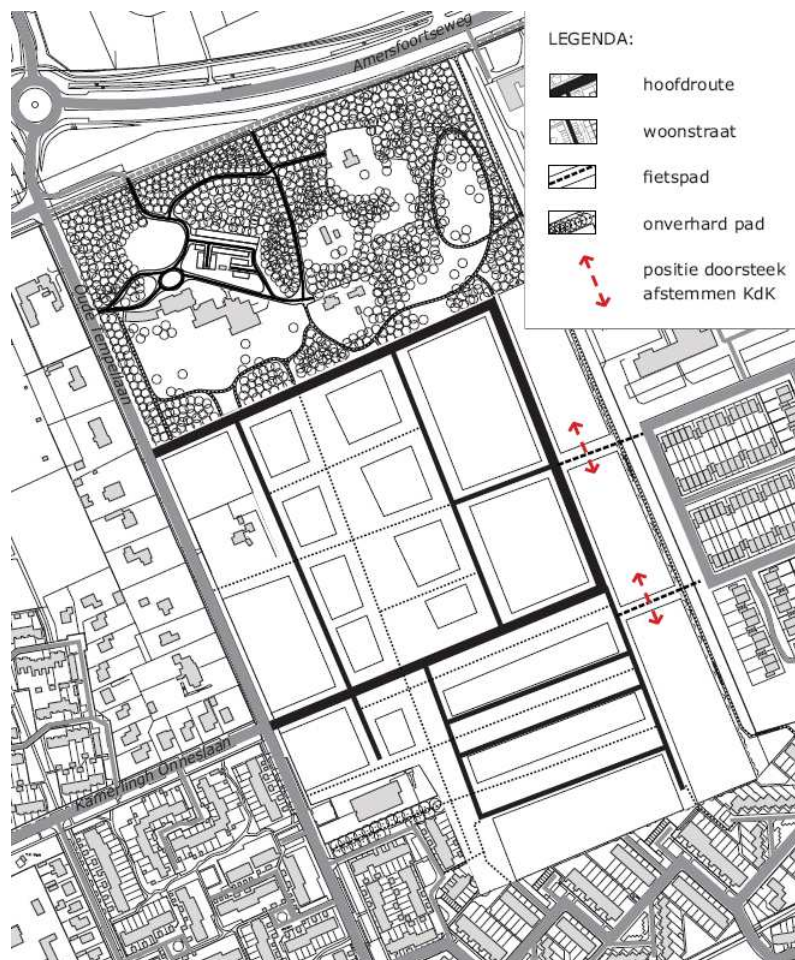 Amersfoortseweg
LEGENDA:
hoofdroute
woonstraat
fietspad
onverhard pad
positie doorsteek
afstemmen KdK
Oude Tempellaan
Kamerlingh Onneslaan